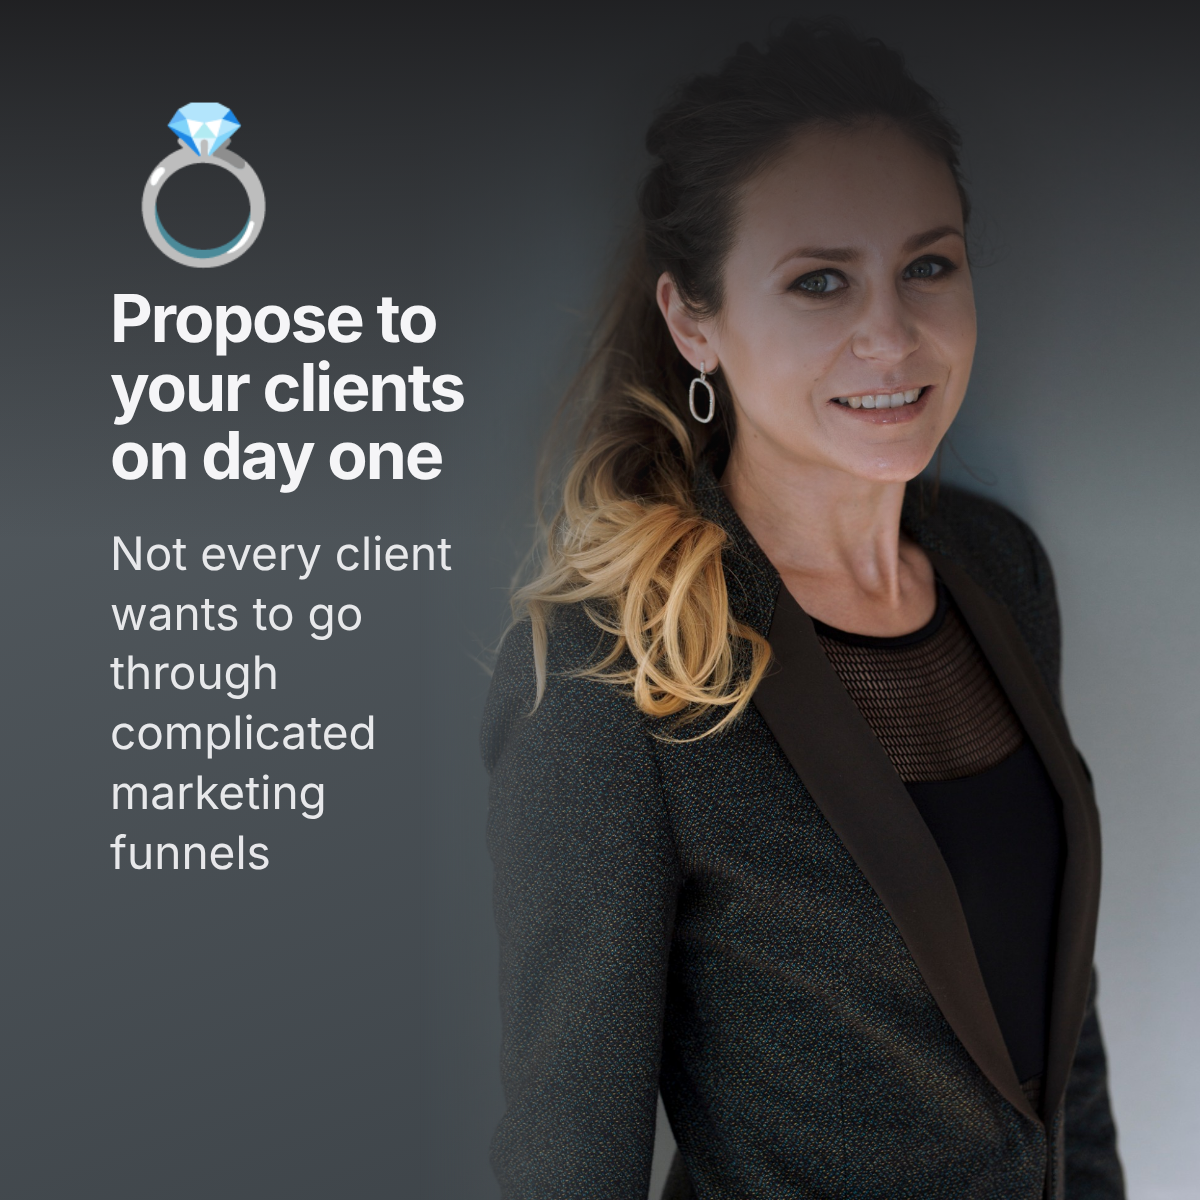 Propose to
your clients
on day one
Not every client
wants to go
through
complicated
marketing
funnels